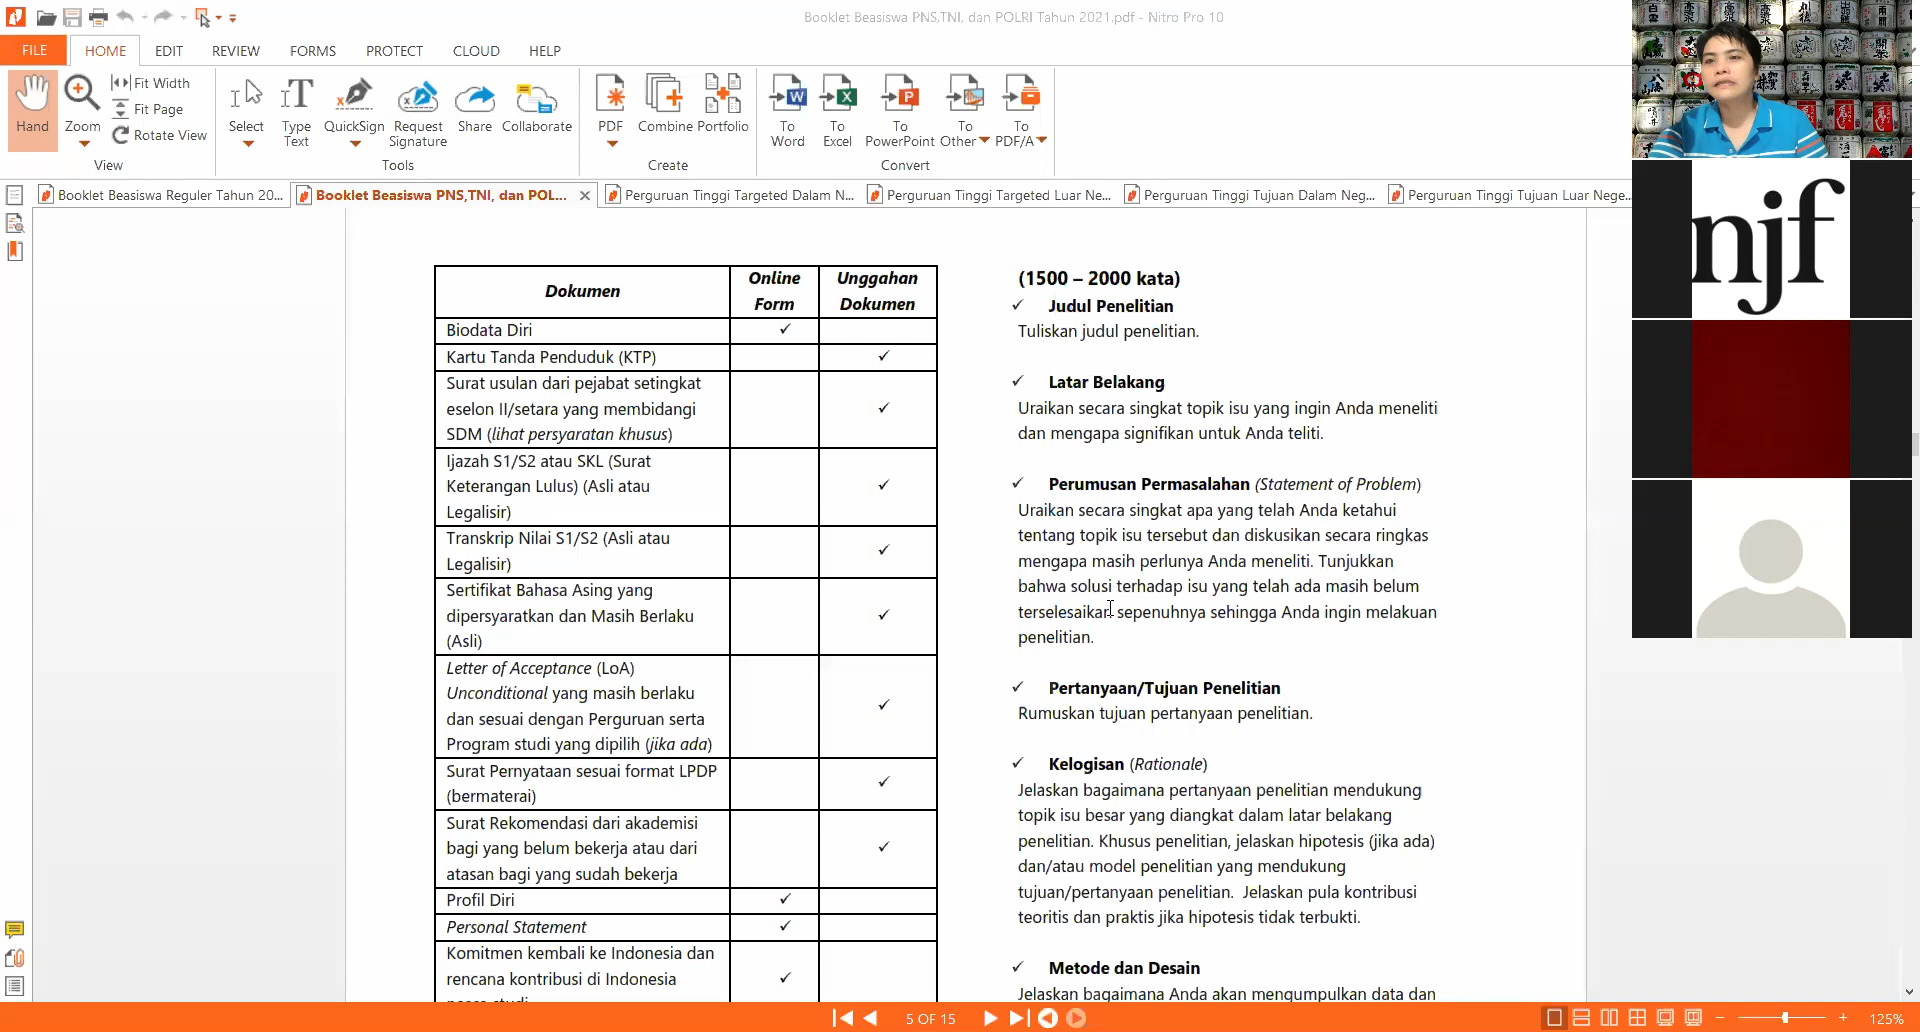 Booklet Beasiswa PNS,TNI, dan POLRI Tahun 2021.pdf - Nitro Pro 10
FILE
HOME
EDIT
REVIEW
FORMS
PROTECT
CLOUD
HELP
Hand
Zoom
Fit Width
Fit Page
Rotate View
View
Select
Type
Text
QuickSign
Request
Signature
Share
Collaborate
Tools
PDF
Combine
Portfolio
Create
To
Word
To
Excel
To
PowerPoint
To
Other
To
PDF/A
Convert
Booklet Beasiswa Reguler Tahun 20...
Booklet Beasiswa PNS,TNI, dan POL...
Perguruan Tinggi Targeted Dalam N...
Perguruan Tinggi Targeted Luar Ne...
Perguruan Tinggi Tujuan Dalam Neg...
Perguruan Tinggi Tujuan Luar Nege...
Dokumen
Online
Form
Unggahan
Dokumen
Biodata Diri ✓
Kartu Tanda Penduduk (KTP) ✓
Surat usulan dari pejabat setingkat
eselon II/setara yang membidangi ✓
SDM (lihat persyaratan khusus)
Ijazah S1/S2 atau SKL (Surat
Keterangan Lulus) (Asli atau ✓
Legalisir)
Transkrip Nilai S1/S2 (Asli atau ✓
Legalisir)
Sertifikat Bahasa Asing yang
dipersyaratkan dan Masih Berlaku ✓
(Asli)
Letter of Acceptance (LoA)
Unconditional yang masih berlaku ✓
dan sesuai dengan Perguruan serta
Program studi yang dipilih (jika ada)
Surat Pernyataan sesuai format LPDP ✓
(bermaterai)
Surat Rekomendasi dari akademisi
bagi yang belum bekerja atau dari ✓
atasan bagi yang sudah bekerja
Profil Diri ✓
Personal Statement ✓
Komitmen kembali ke Indonesia dan
rencana kontribusi di Indonesia ✓
(1500 – 2000 kata)
✓ Judul Penelitian
Tuliskan judul penelitian.
✓ Latar Belakang
Uraikan secara singkat topik isu yang ingin Anda meneliti
dan mengapa signifikan untuk Anda teliti.
✓ Perumusan Permasalahan (Statement of Problem)
Uraikan secara singkat apa yang telah Anda ketahui
tentang topik isu tersebut dan diskusikan secara ringkas
mengapa masih perlunya Anda meneliti. Tunjukkan
bahwa solusi terhadap isu yang telah ada masih belum
terselesaikan sepenuhnya sehingga Anda ingin melakuan
penelitian.
✓ Pertanyaan/Tujuan Penelitian
Rumuskan tujuan pertanyaan penelitian.
✓ Kelogisan (Rationale)
Jelaskan bagaimana pertanyaan penelitian mendukung
topik isu besar yang diangkat dalam latar belakang
penelitian. Khusus penelitian, jelaskan hipotesis (jika ada)
dan/atau model penelitian yang mendukung
tujuan/pertanyaan penelitian. Jelaskan pula kontribusi
teoritis dan praktis jika hipotesis tidak terbukti.
✓ Metode dan Desain
Jelaskan bagaimana Anda akan mengumpulkan data dan
njf
5 OF 15
125%